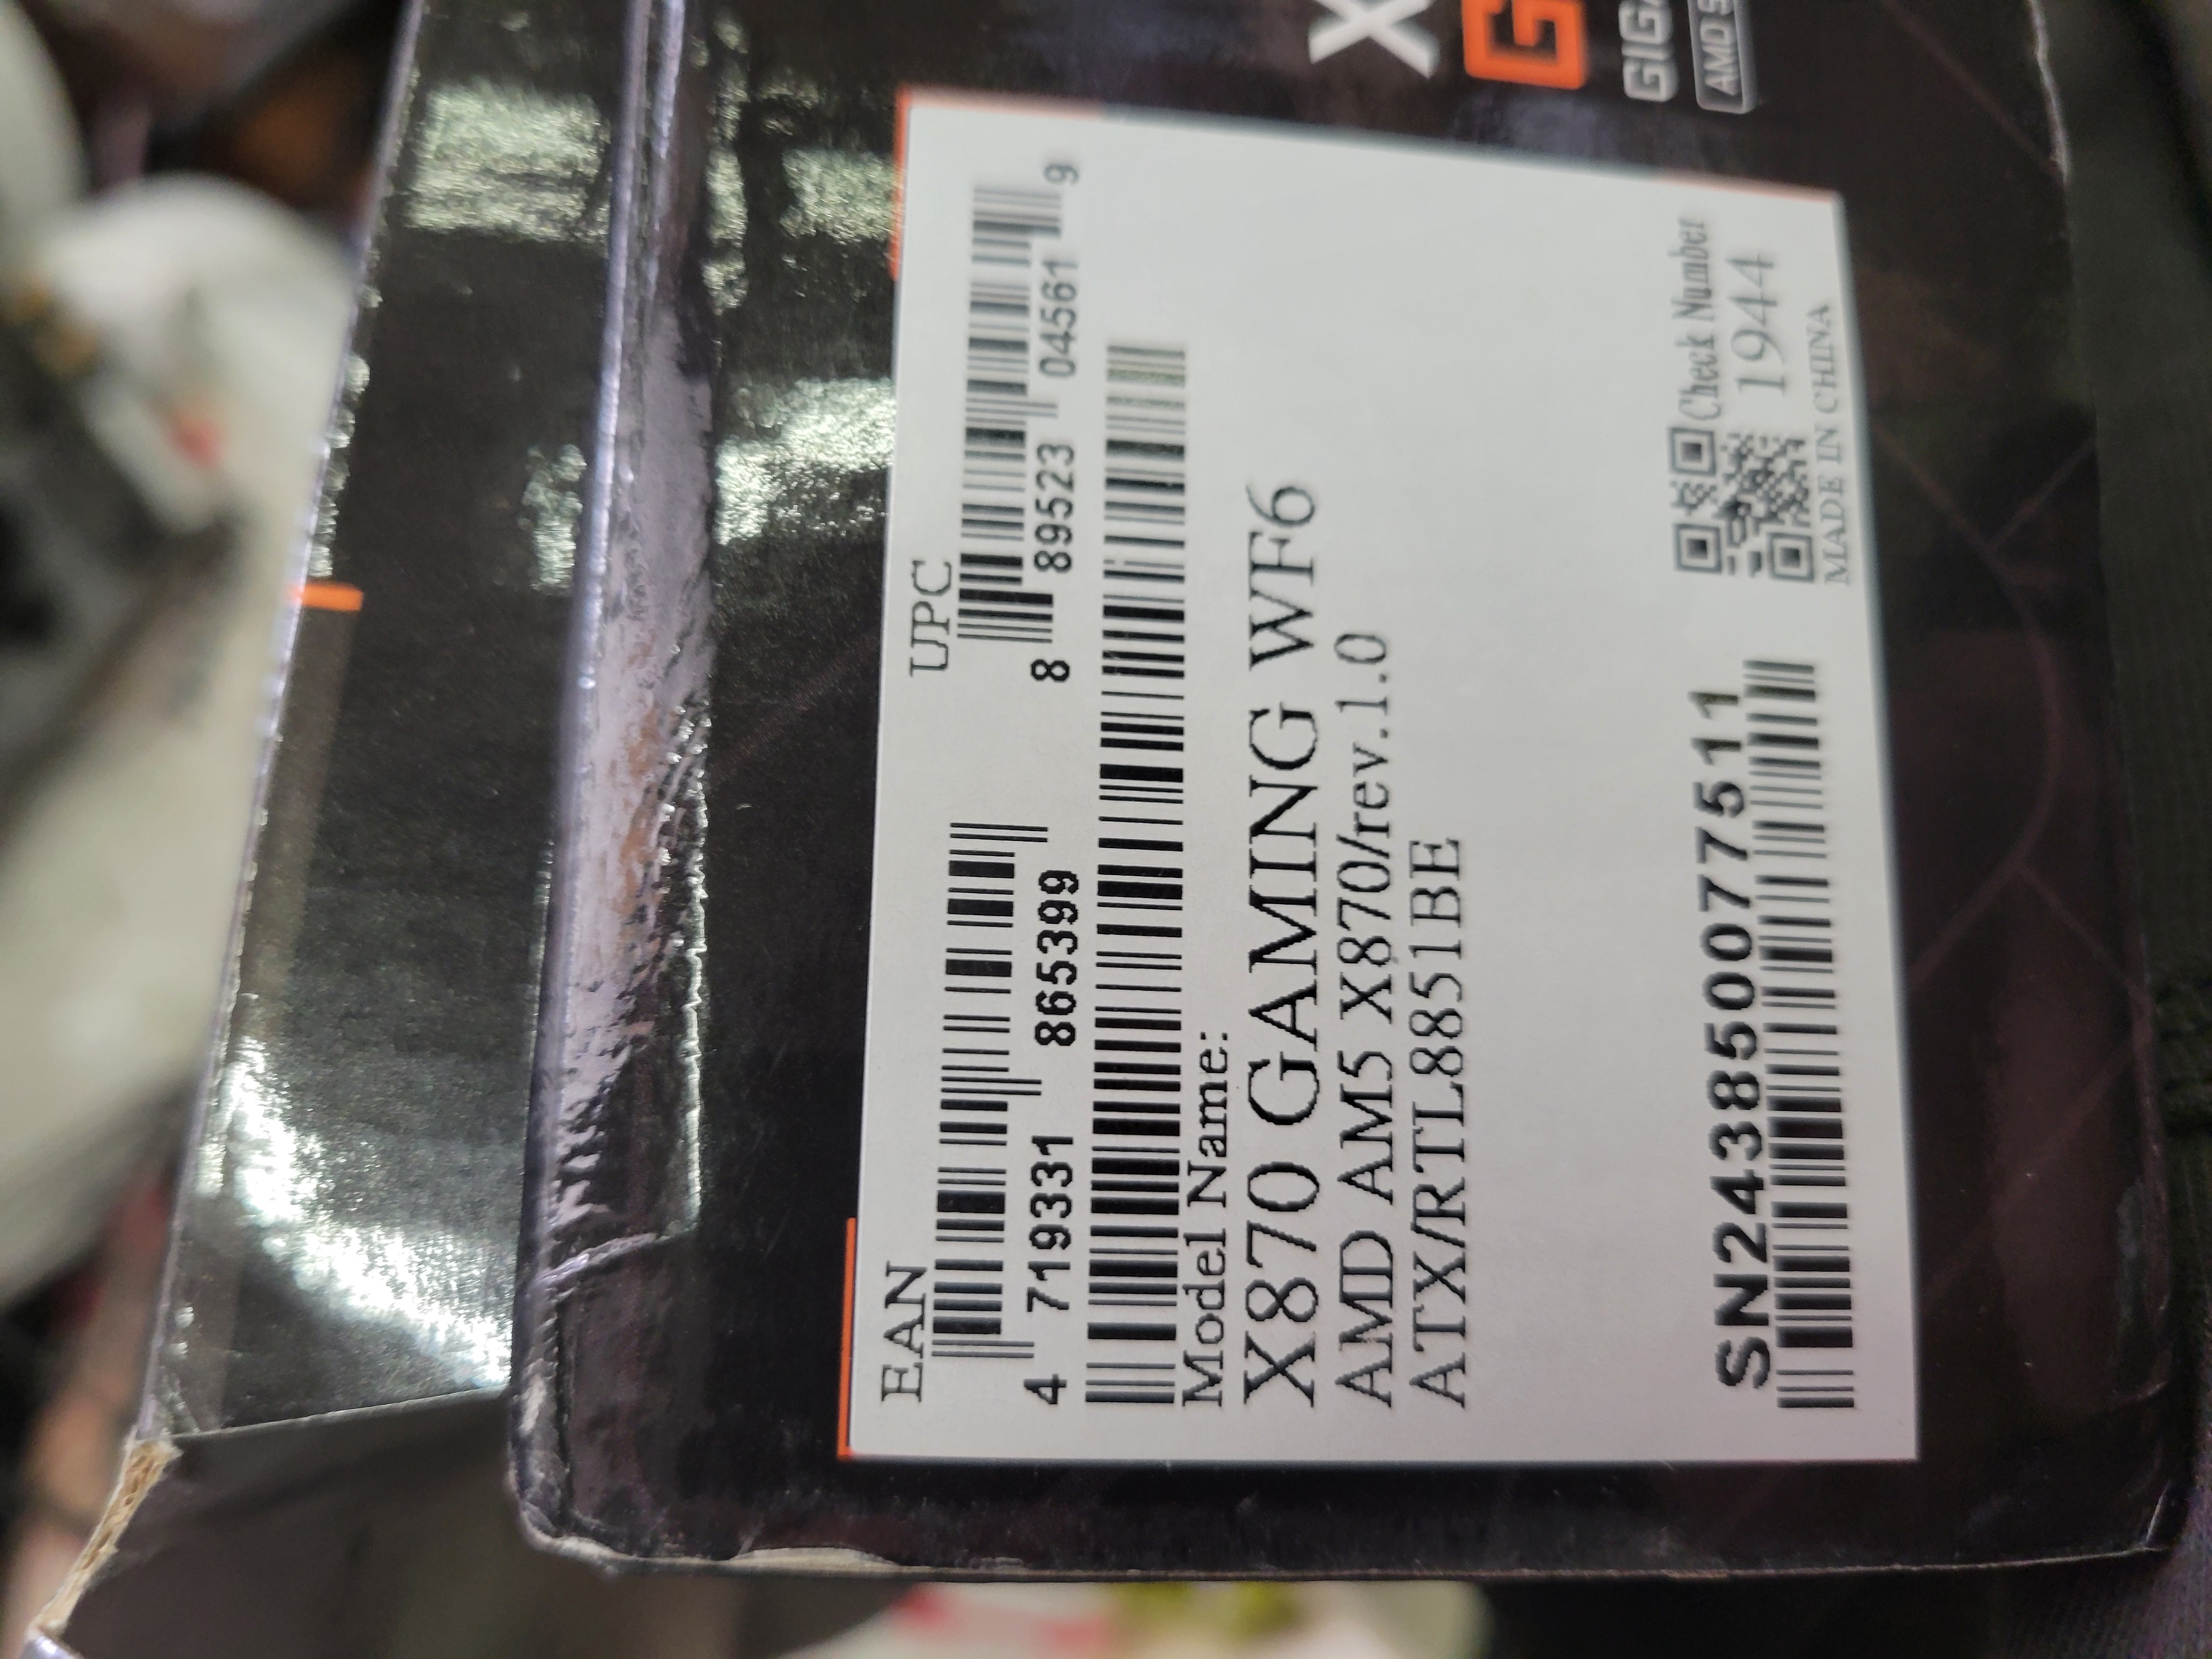 X
G
GIGA
AMD S
EAN
4 719331 865399
UPC
8 89523 04561 9
Model Name:
X870 GAMING WF6
AMD AM5 X870/rev.1.0
ATX/RTL8851BE
SN243850077511
Check Number
1944
MADE IN CHINA